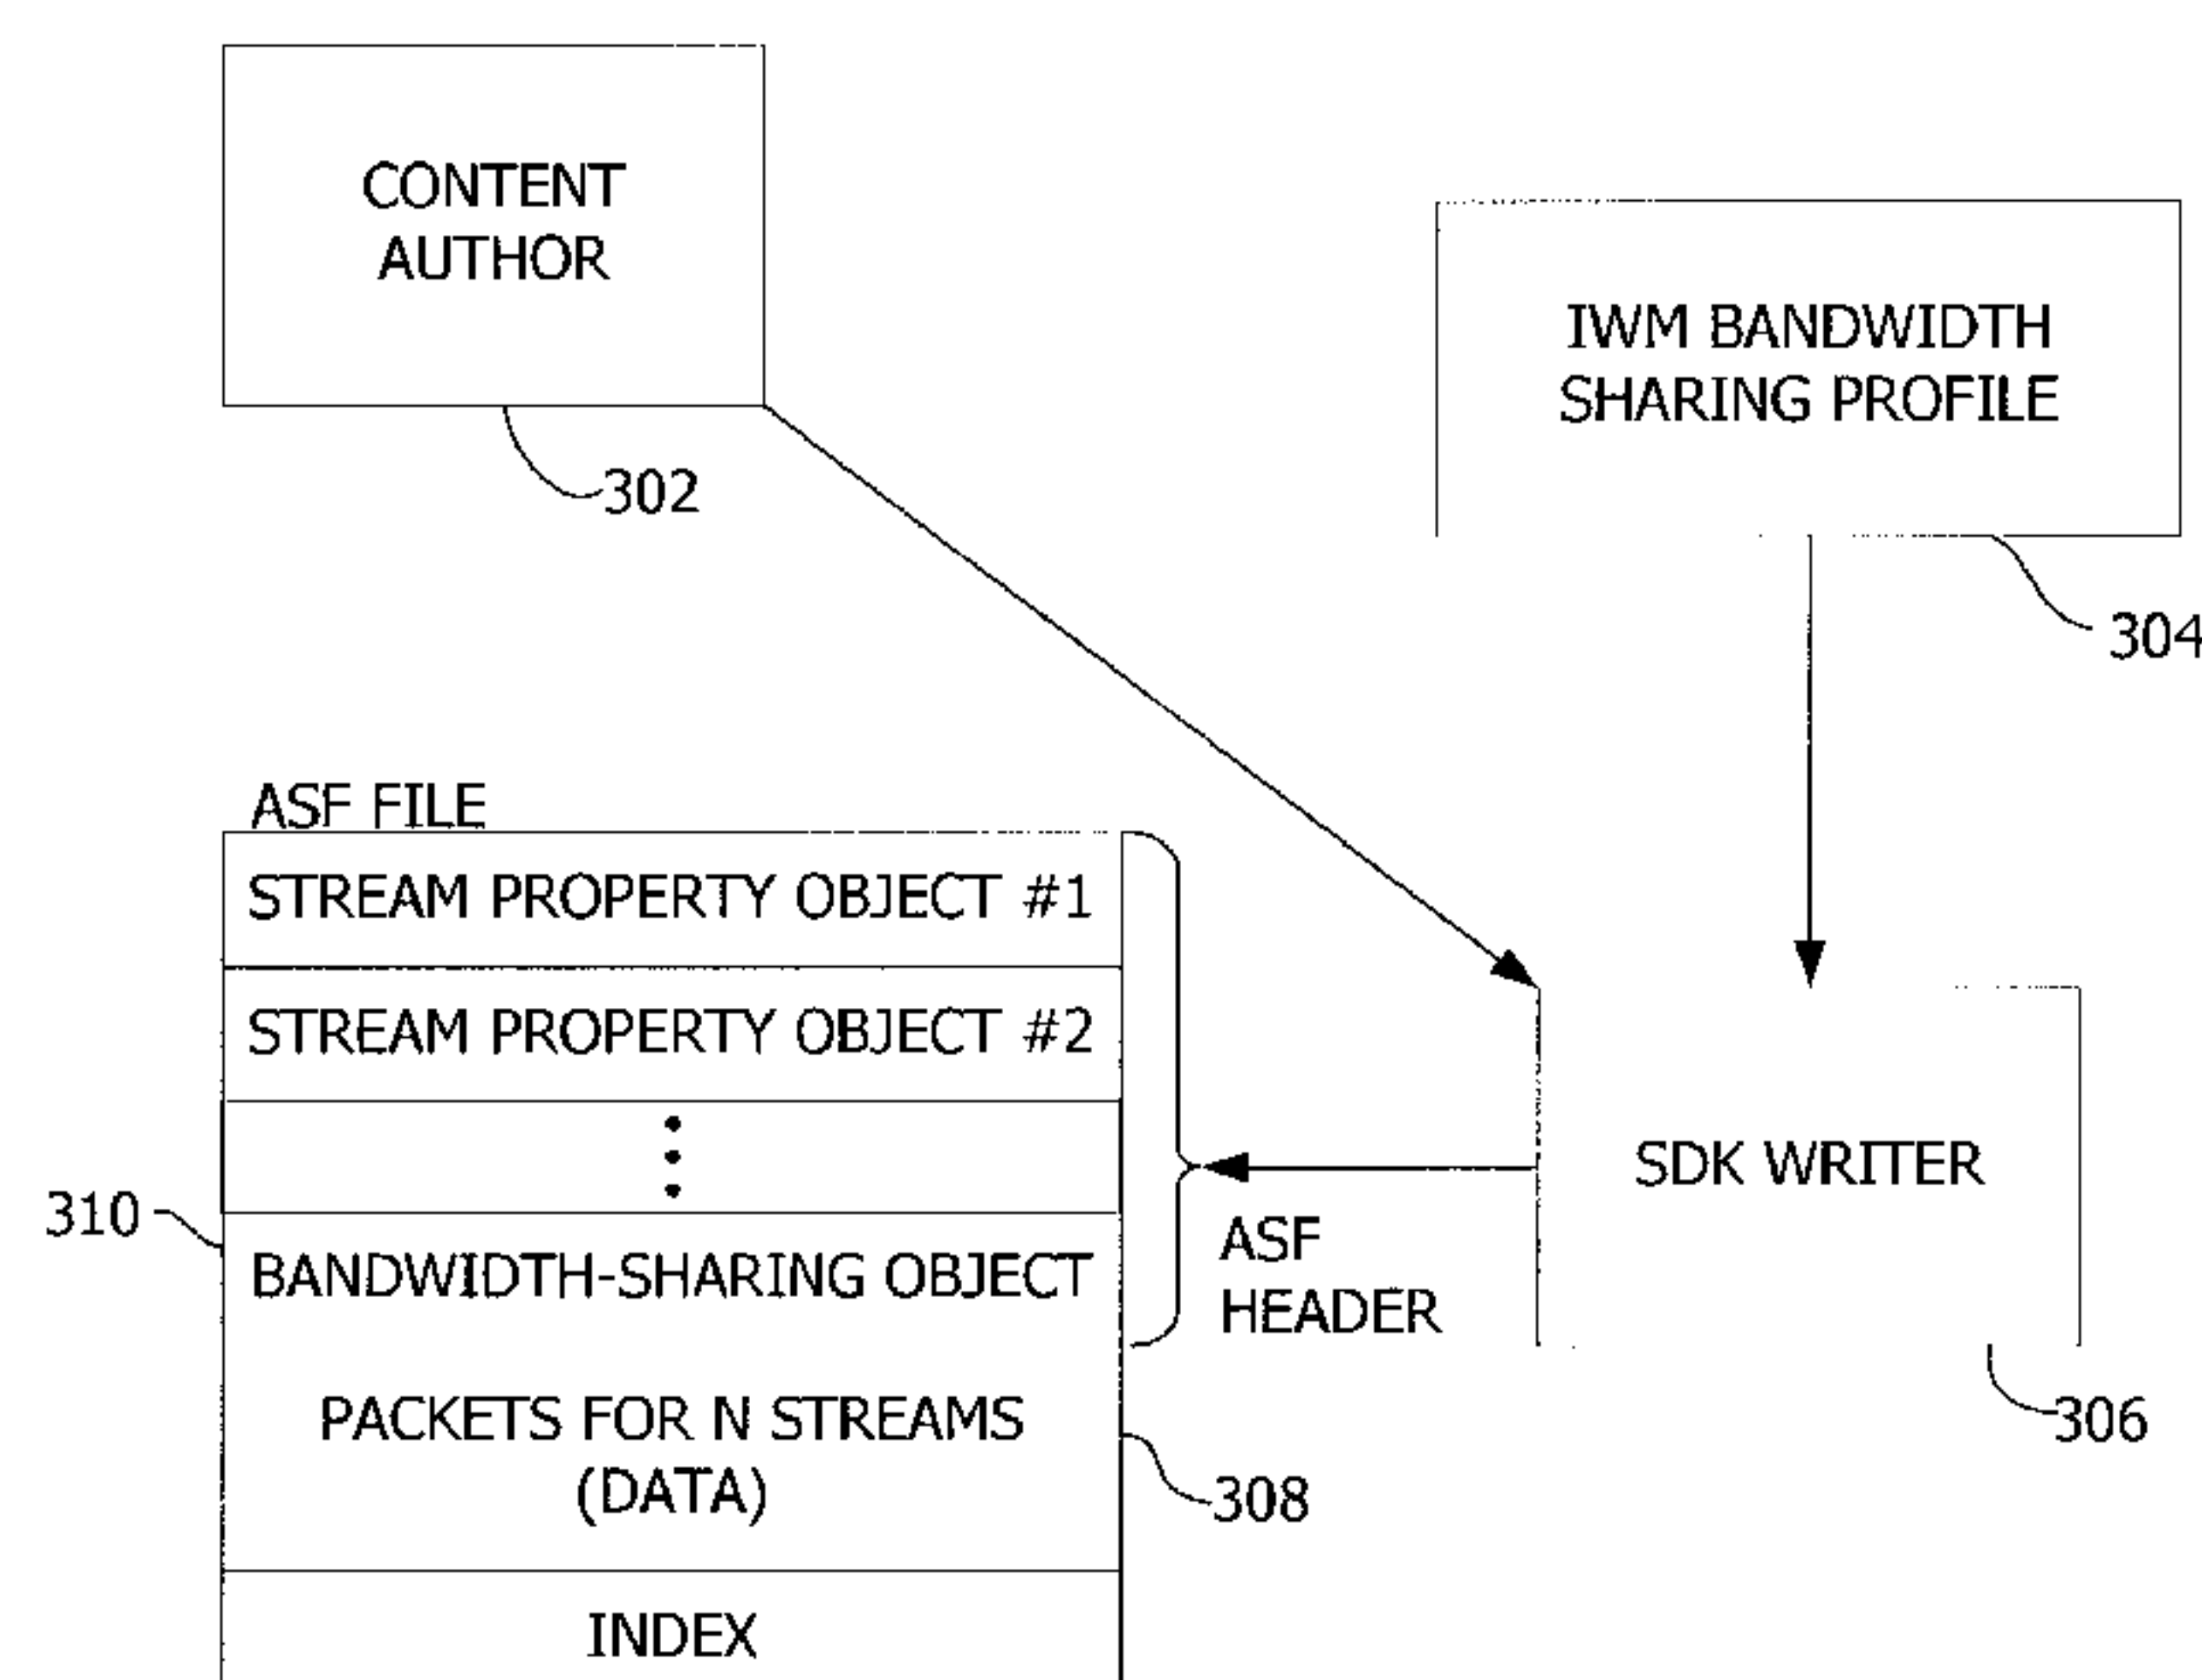 CONTENT
AUTHOR
302
IWM BANDWIDTH
SHARING PROFILE
304
ASF FILE
STREAM PROPERTY OBJECT #1
STREAM PROPERTY OBJECT #2
310
BANDWIDTH-SHARING OBJECT
ASF
HEADER
SDK WRITER
306
PACKETS FOR N STREAMS
(DATA)
308
INDEX